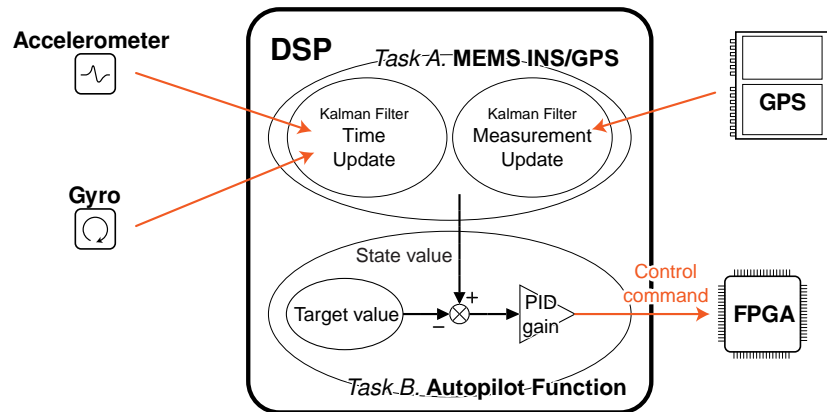 Accelerometer
Gyro
DSP
Task A. MEMS INS/GPS
Kalman Filter
Time
Update
Kalman Filter
Measurement
Update
GPS
State value
Target value
+
−
PID
gain
Task B. Autopilot Function
Control
command
FPGA